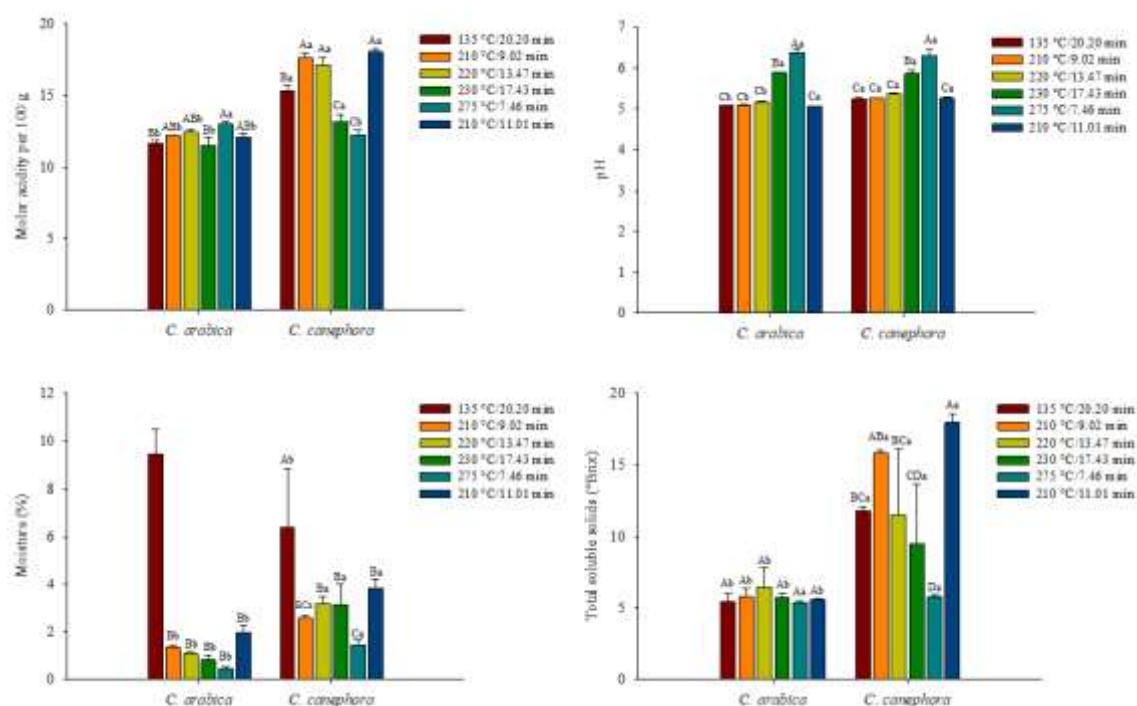 20
15
10
5
0
Molar acidity per 100/ g
Bb ABb ABb Bb Aa ABb
Ba Aa Aa Ca Cb Aa
C. arabica C. canephora
135 °C/20.20 min
210 °C/9.02 min
220 °C/13.47 min
230 °C/17.43 min
275 °C/7.46 min
210 °C/11.01 min
7
6
5
4
3
2
1
0
pH
Cb Cb Cb Ba Aa Ca
Ca Ca Ca Ba Aa Ca
C. arabica C. canephora
135 °C/20.20 min
210 °C/9.02 min
220 °C/13.47 min
230 °C/17.43 min
275 °C/7.46 min
210 °C/11.01 min
12
10
8
6
4
2
0
Moisture (%)
Bb Bb Bb Bb Bb
Ab BCa Ba Ba Ca Ba
C. arabica C. canephora
135 °C/20.20 min
210 °C/9.02 min
220 °C/13.47 min
230 °C/17.43 min
275 °C/7.46 min
210 °C/11.01 min
20
15
10
5
0
Total soluble solids (°Brix)
Ab Ab Ab Ab Aa Ab
BCa ABa BCa CDa Da Aa
C. arabica C. canephora
135 °C/20.20 min
210 °C/9.02 min
220 °C/13.47 min
230 °C/17.43 min
275 °C/7.46 min
210 °C/11.01 min